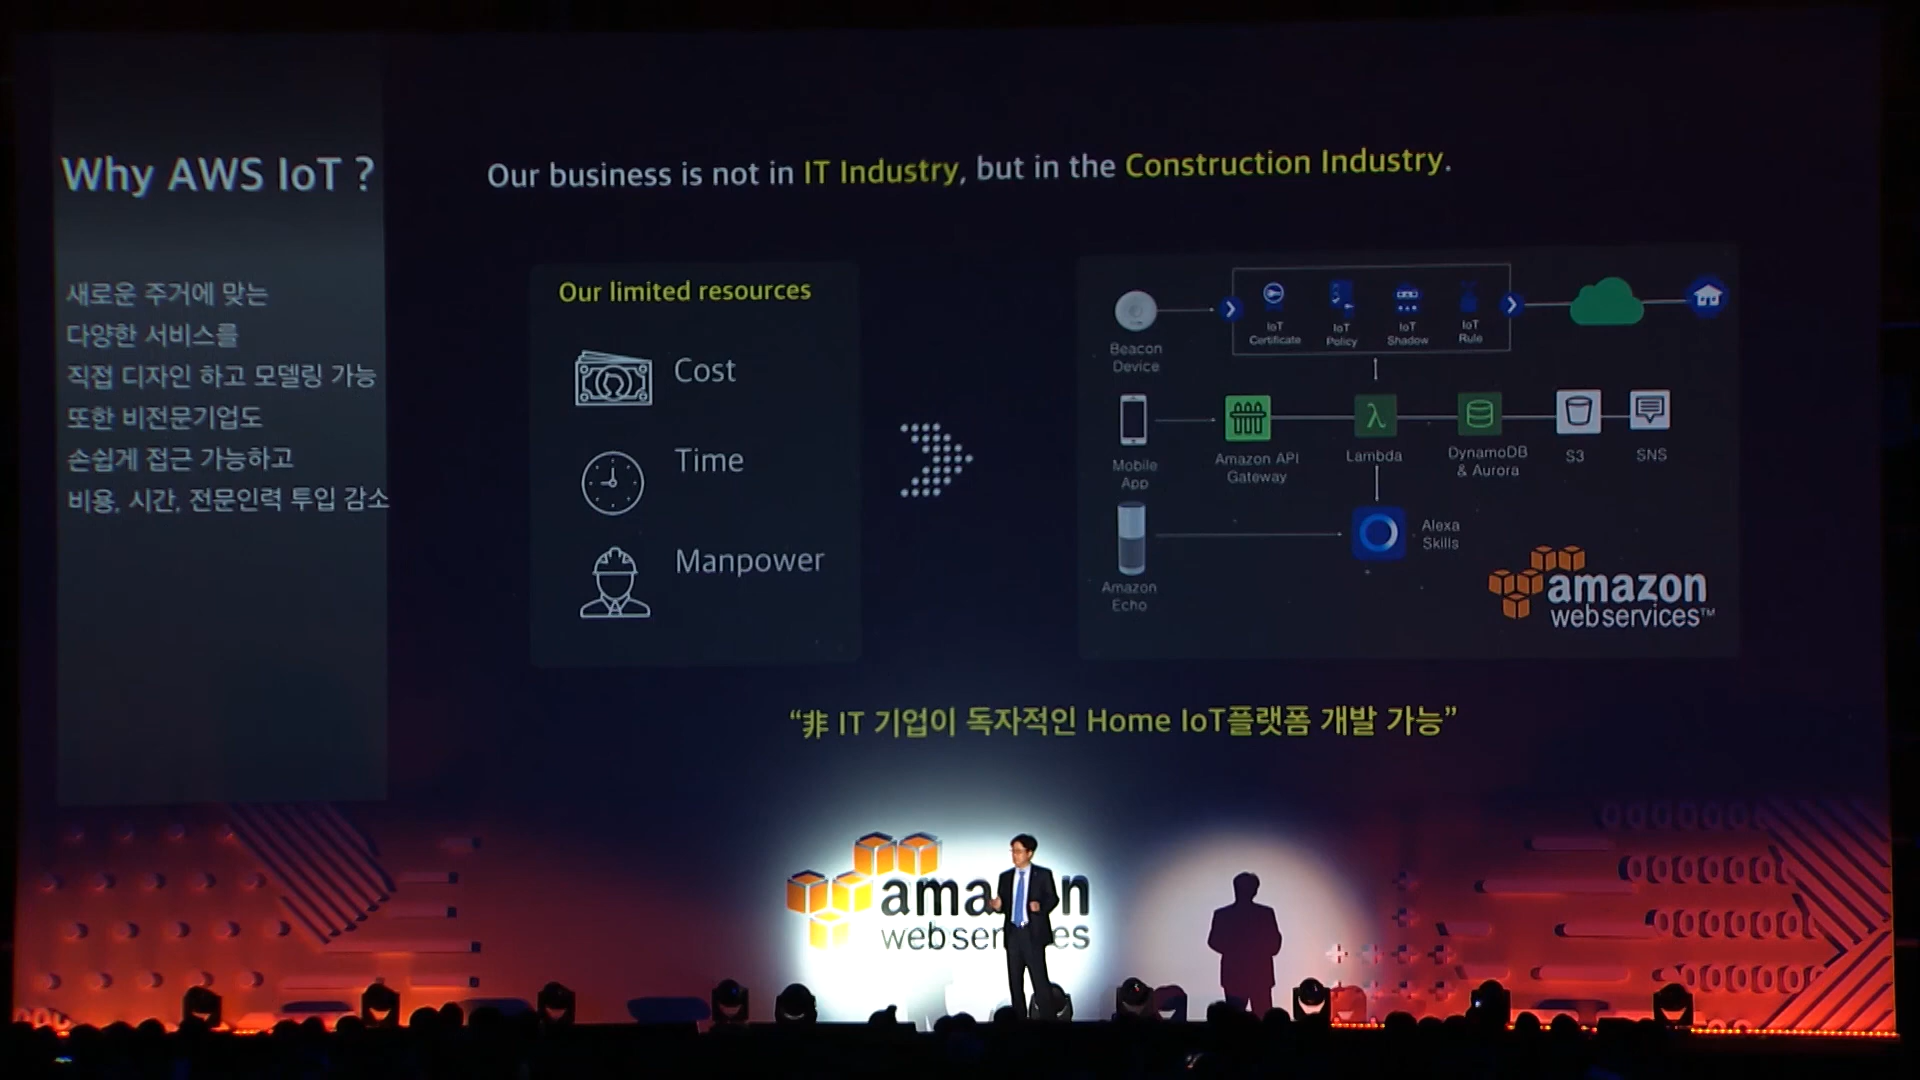 Why AWS IoT ?
새로운 주거에 맞는
다양한 서비스를
직접 디자인 하고 모델링 가능
또한 비전문기업도
손쉽게 접근 가능하고
비용, 시간, 전문인력 투입 감소
Our business is not in IT Industry, but in the Construction Industry.
Our limited resources
Cost
Time
Manpower
Beacon
Device
IoT
Certificate
IoT
Policy
IoT
Shadow
IoT
Rule
Mobile
App
Amazon API
Gateway
Lambda
DynamoDB
& Aurora
S3
SNS
Amazon
Echo
Alexa
Skills
amazon
webservices™
“非 IT 기업이 독자적인 Home IoT플랫폼 개발 가능”